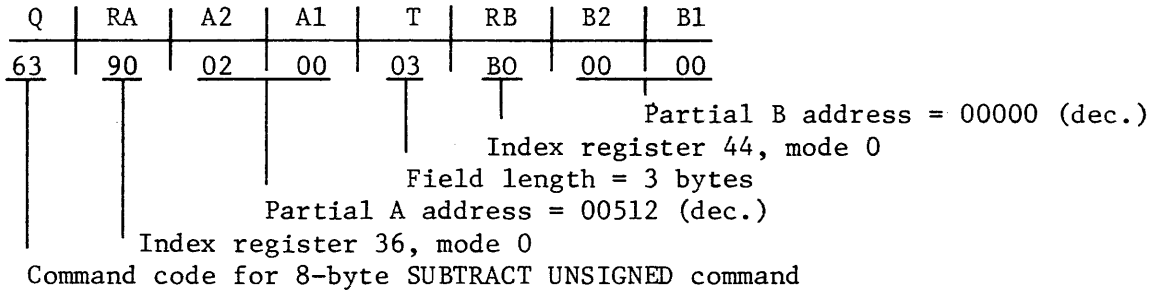 Q RA A2 A1 T RB B2 B1
63 90 02 00 03 B0 00 00
Partial B address = 00000 (dec.)
Index register 44, mode 0
Field length = 3 bytes
Partial A address = 00512 (dec.)
Index register 36, mode 0
Command code for 8-byte SUBTRACT UNSIGNED command